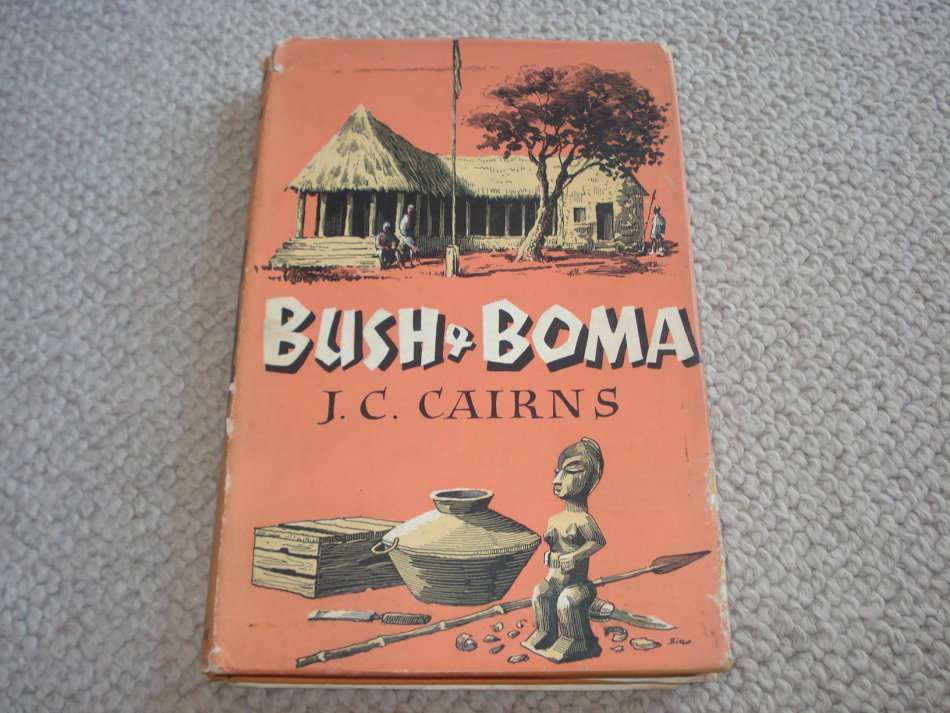 BUSH & BOMA
J. C. CAIRNS